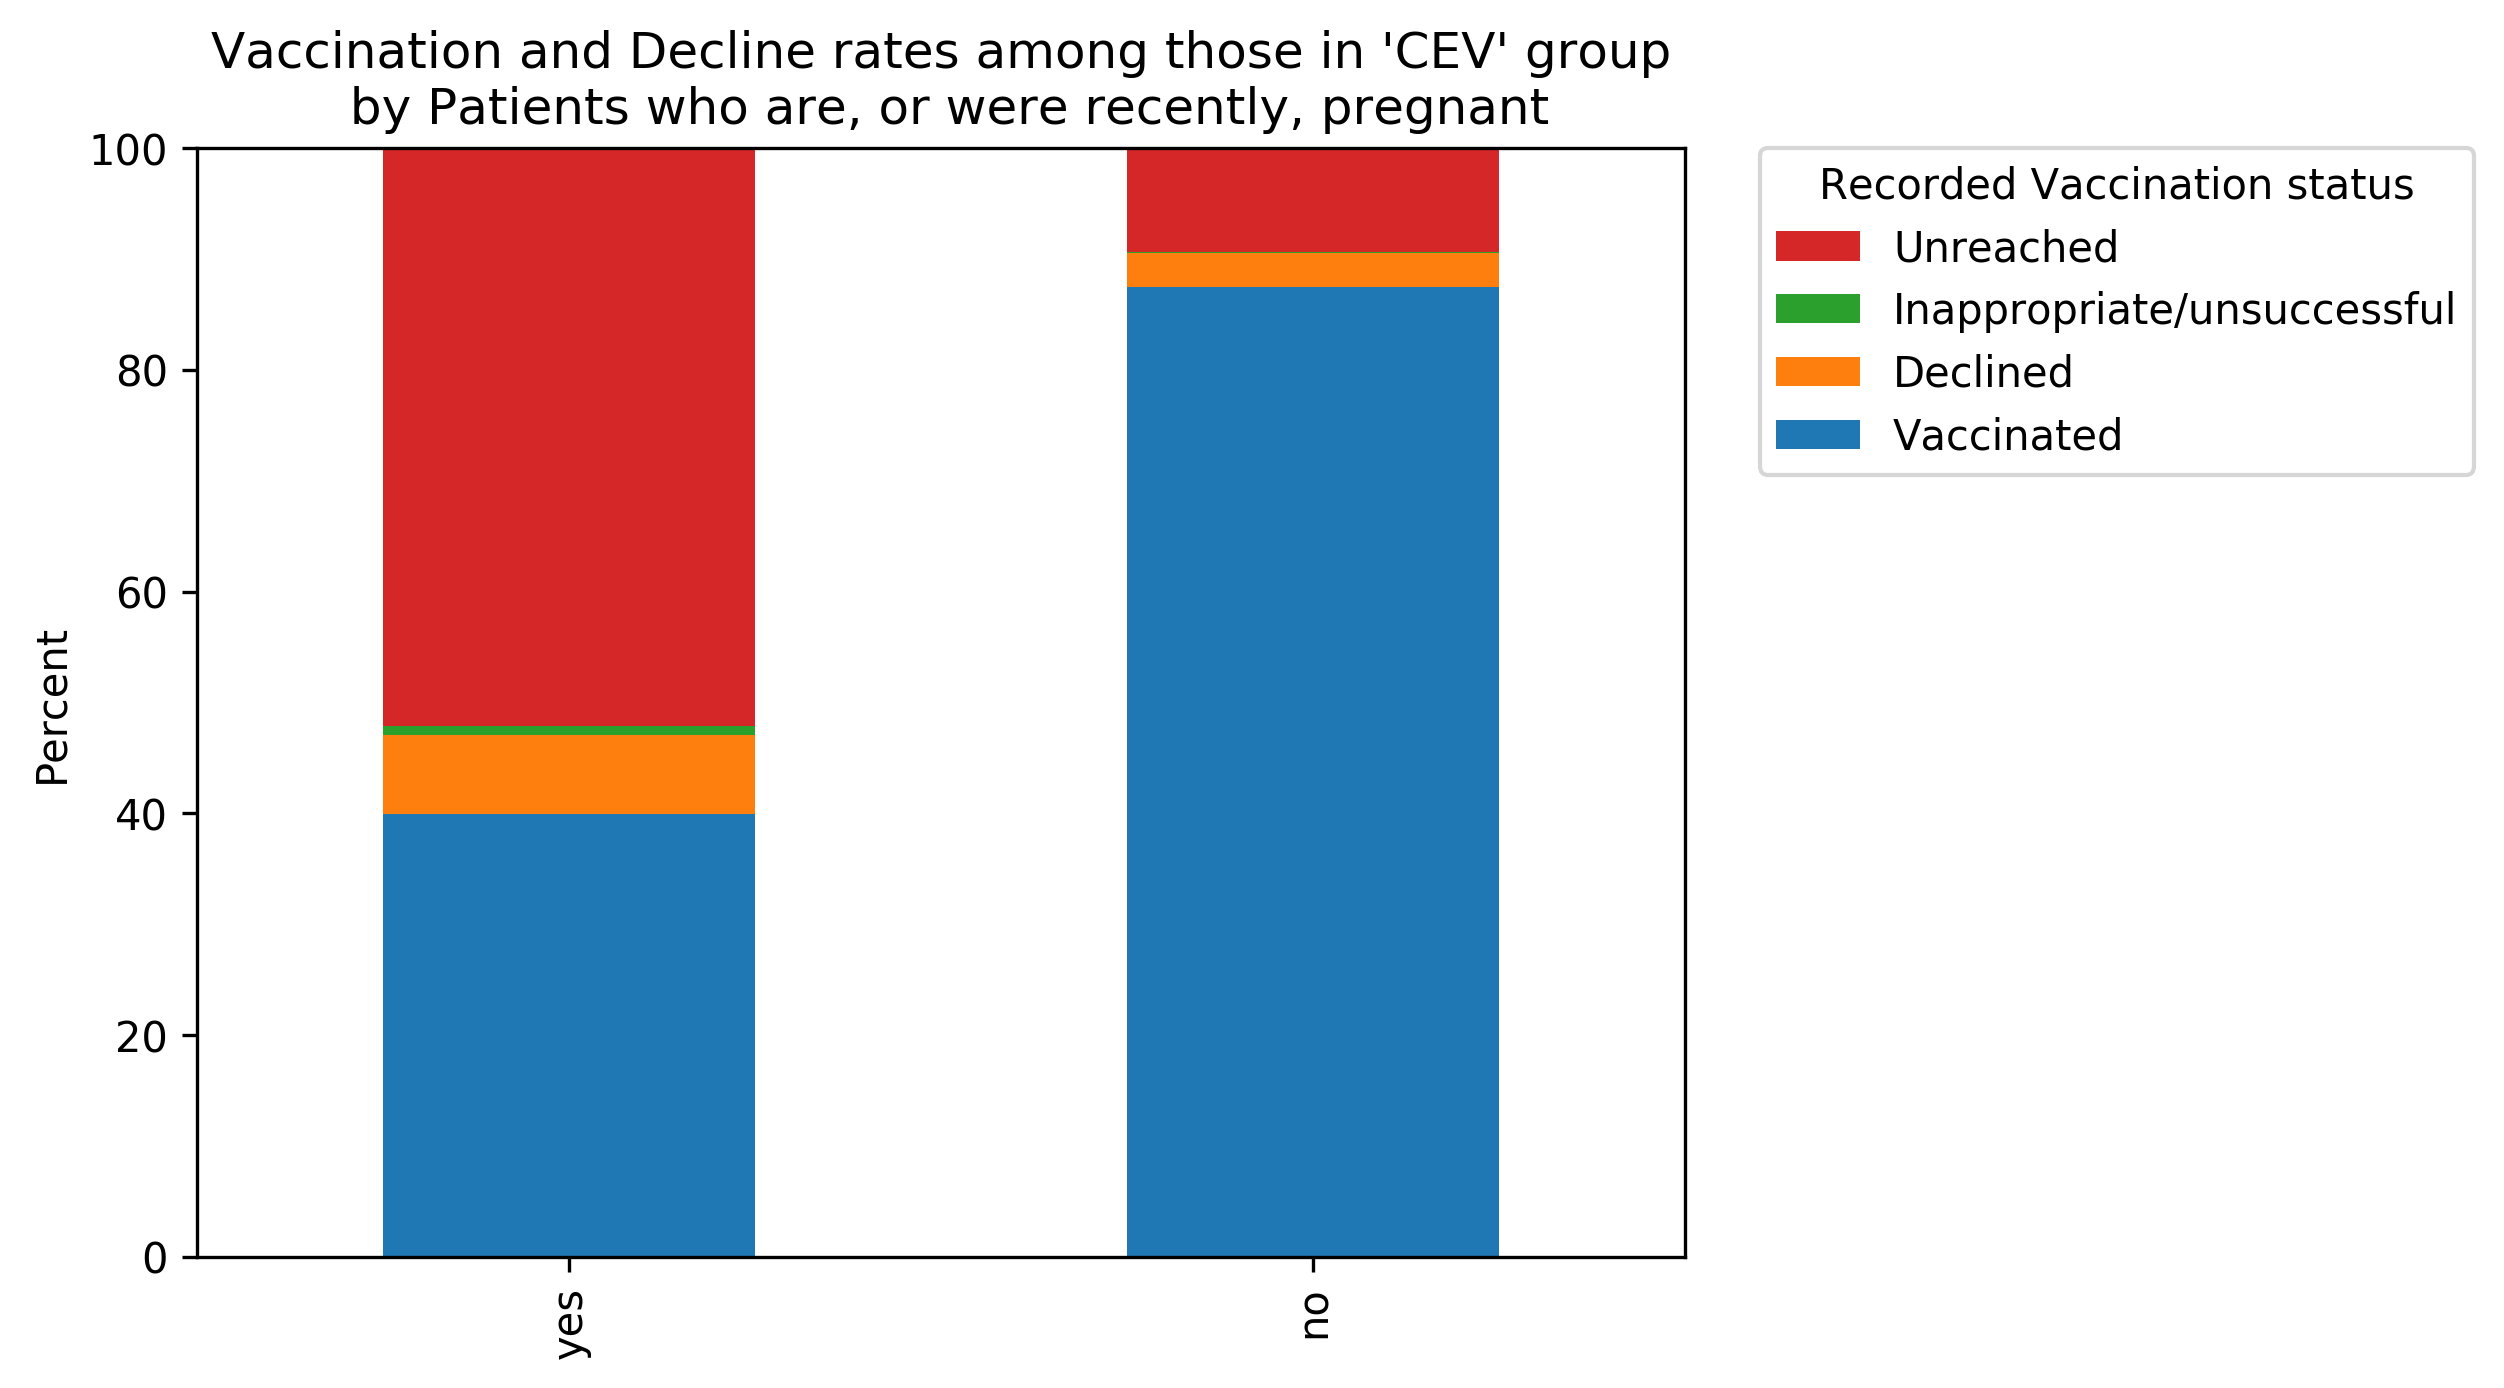 Vaccination and Decline rates among those in 'CEV' group
by Patients who are, or were recently, pregnant
100
80
60
40
20
0
Percent
yes
no
Recorded Vaccination status
Unreached
Inappropriate/unsuccessful
Declined
Vaccinated